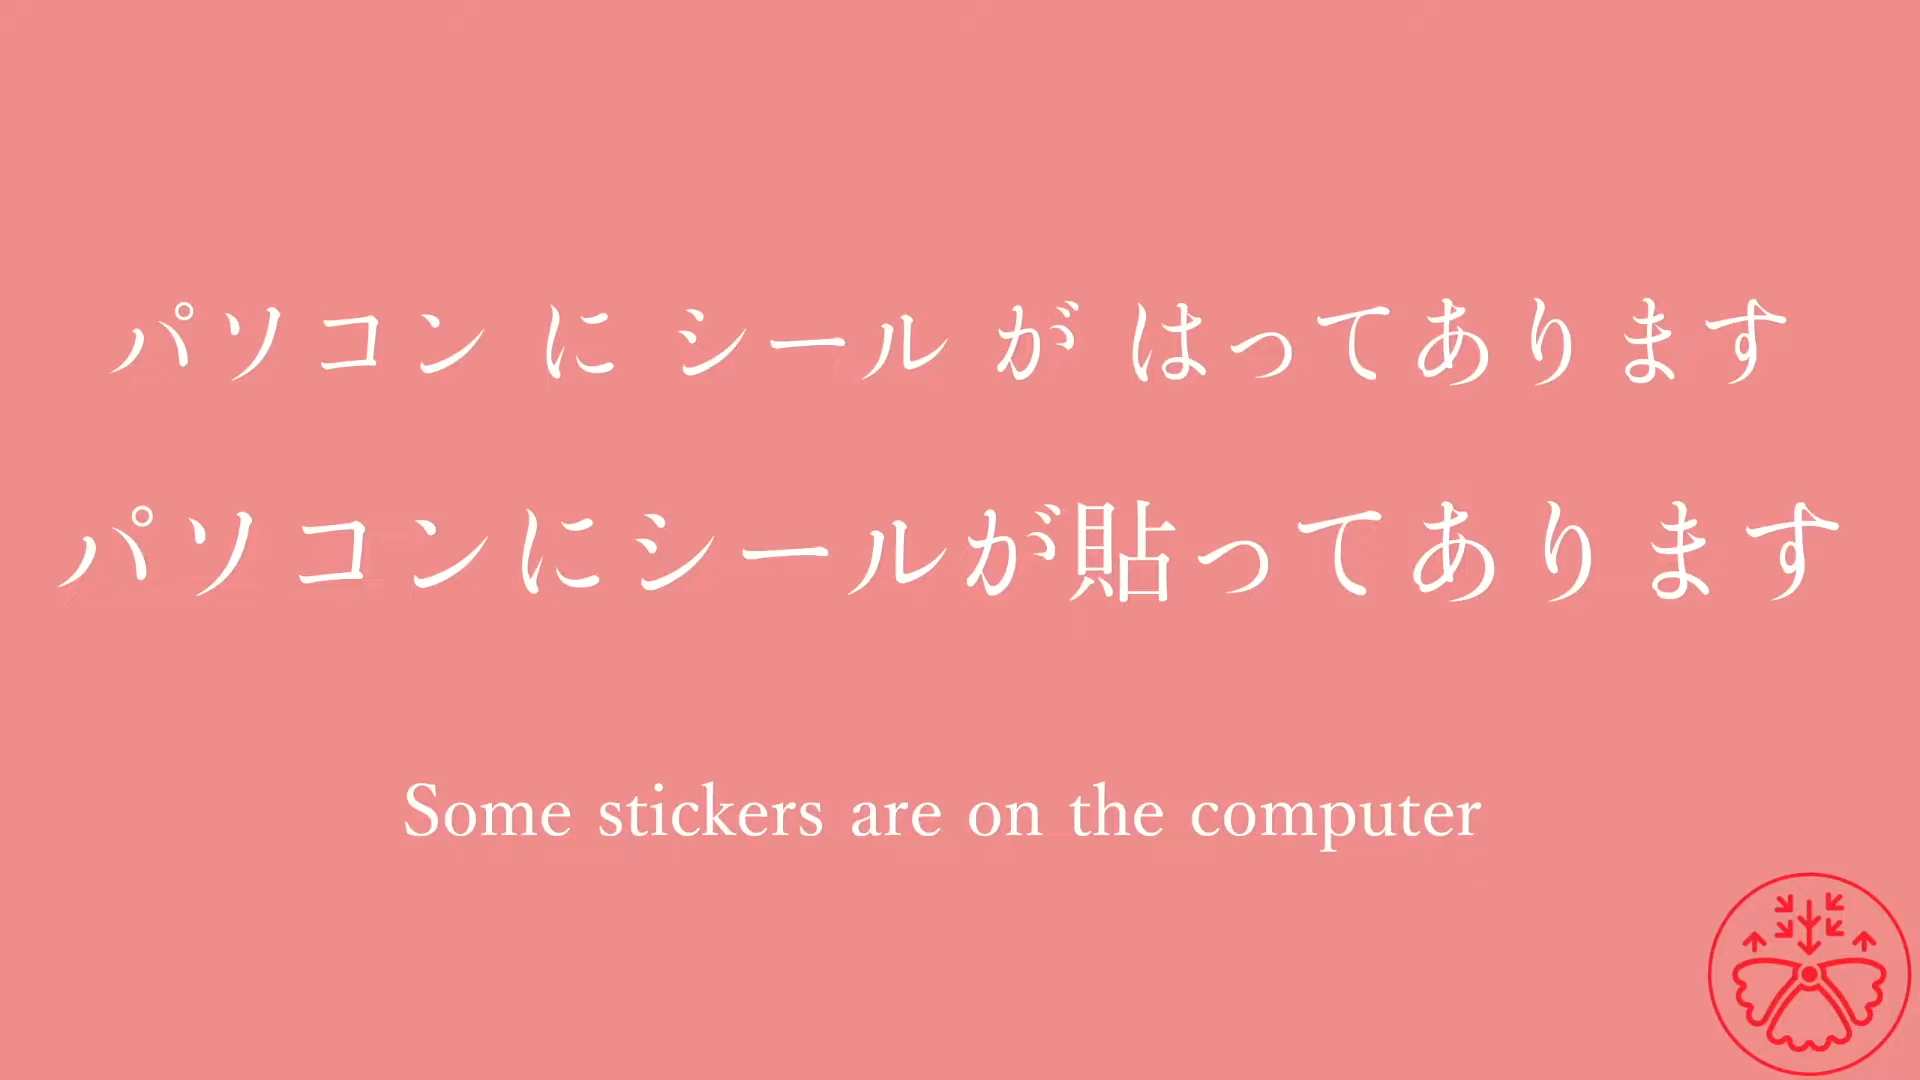 パソコン に シール が はってあります
パソコンにシールが貼ってあります
Some stickers are on the computer